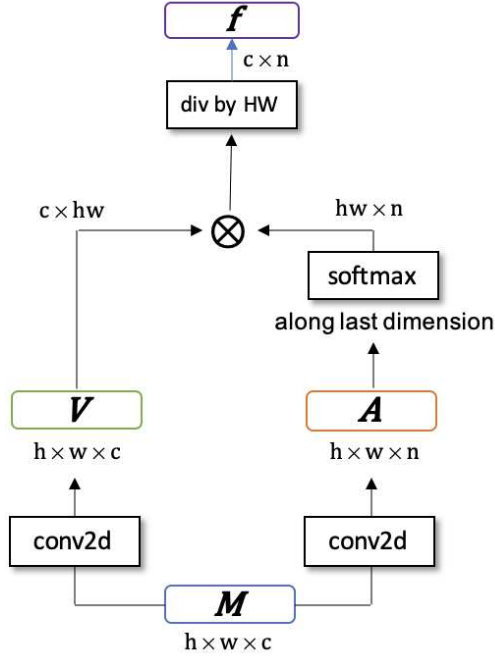 f
c × n
div by HW
c × hw
hw × n
softmax
along last dimension
V
A
h × w × c
h × w × n
conv2d
conv2d
M
h × w × c